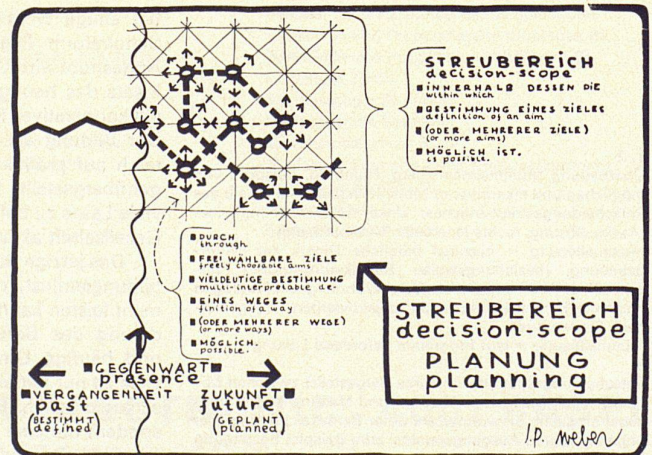 STREUBEREiCH
decision-scope
■INNERHALB DESSEN DIE
within which
■BESTIMMUNG EINES ZIELES
definition of an aim
■(ODER MEHRERER ZIELE)
(or more aims)
■MÖGLICH IST.
is possible.
■DURCH
through
■FREI WÄHLBARE ZIELE
freely choosable aims
■VIELDEUTIGE BESTIMMUNG
multi-interpretable de-
■EINES WEGES
finition of a way
■(ODER MEHRERER WEGE)
(or more ways)
■MÖGLICH.
possible.
STREUBEREiCH
decision-scope
PLANUNG
planning
■GEGENWART■
presence
■VERGANGENHEIT
past
(BESTIMMT)
(defined)
ZUKUNFT■
future
(GEPLANT)
(planned)
l.p. weber